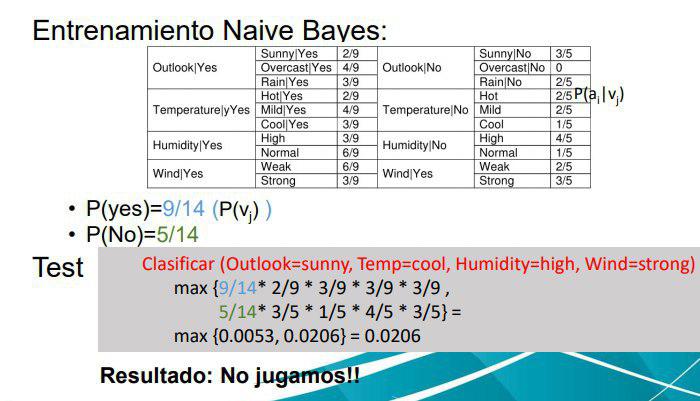 Entrenamiento Naive Bayes:
Outlook|Yes Sunny|Yes 2/9 Outlook|No Sunny|No 3/5
Overcast|Yes 4/9 Overcast|No 0
Rain|Yes 3/9 Rain|No 2/5
Temperature|yYes Hot|Yes 2/9 Temperature|No Hot 2/5 P(ai|vj)
Mild|Yes 4/9 Mild 2/5
Cool|Yes 3/9 Cool 1/5
Humidity|Yes High 3/9 Humidity|No High 4/5
Normal 6/9 Normal 1/5
Wind|Yes Weak 6/9 Wind|Yes Weak 2/5
Strong 3/9 Strong 3/5
• P(yes)=9/14 (P(vj) )
• P(No)=5/14
Test
Clasificar (Outlook=sunny, Temp=cool, Humidity=high, Wind=strong)
max {9/14* 2/9 * 3/9 * 3/9 * 3/9 ,
5/14* 3/5 * 1/5 * 4/5 * 3/5} =
max {0.0053, 0.0206} = 0.0206
Resultado: No jugamos!!